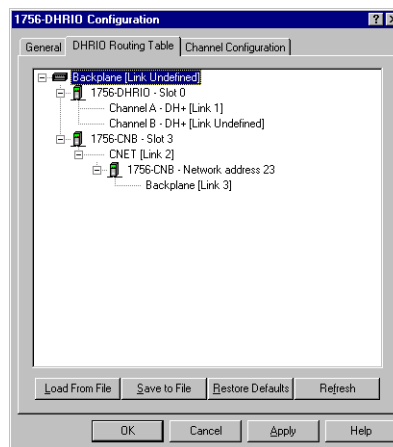 1756-DHRIO Configuration
General DHRIO Routing Table Channel Configuration
Backplane [Link Undefined]
1756-DHRIO - Slot 0
Channel A - DH+ [Link 1]
Channel B - DH+ [Link Undefined]
1756-CNB - Slot 3
CNET [Link 2]
1756-CNB - Network address 23
Backplane [Link 3]
Load From File Save to File Restore Defaults Refresh
OK Cancel Apply Help